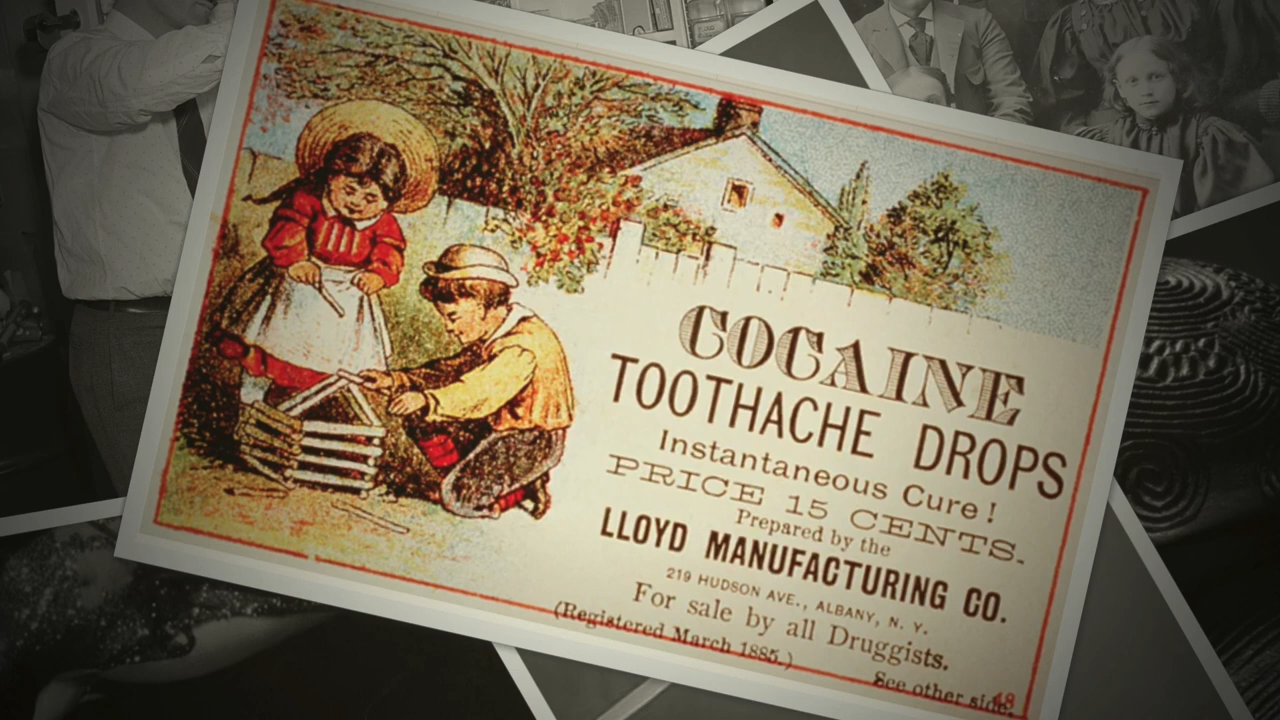 COCAINE
TOOTHACHE DROPS
Instantaneous Cure!
PRICE 15 CENTS.
Prepared by the
LLOYD MANUFACTURING CO.
219 HUDSON AVE., ALBANY, N. Y.
For sale by all Druggists.
(Registered March 1885.)
See other side.
48